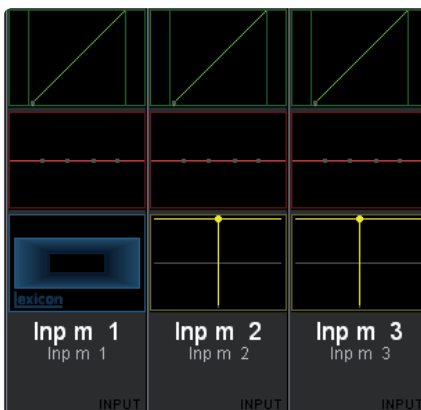 lexicon
Inp m 1 Inp m 2 Inp m 3
Inp m 1 Inp m 2 Inp m 3
INPUT INPUT INPUT